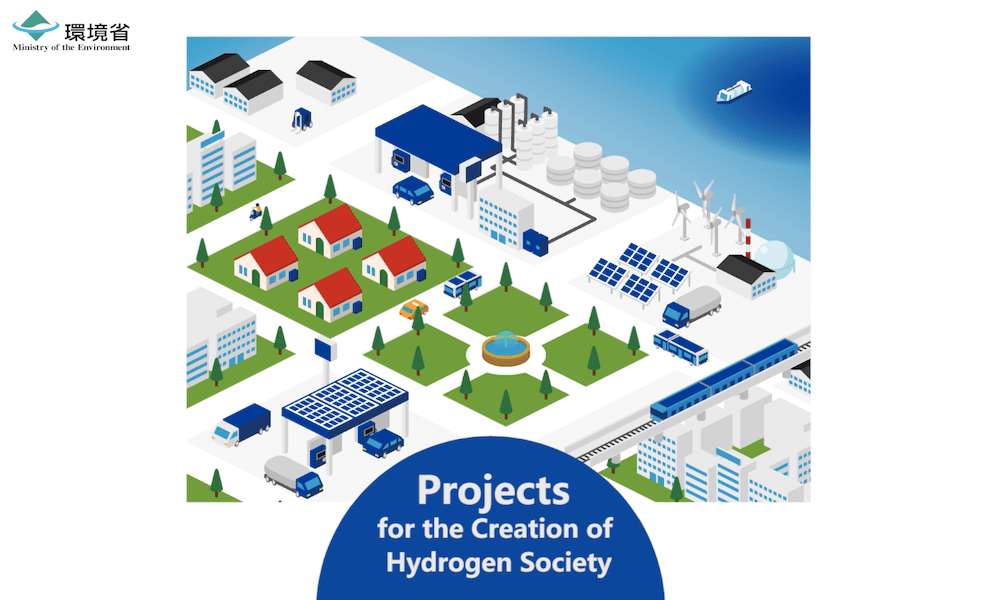 環境省
Ministry of the Environment
Projects
for the Creation of
Hydrogen Society